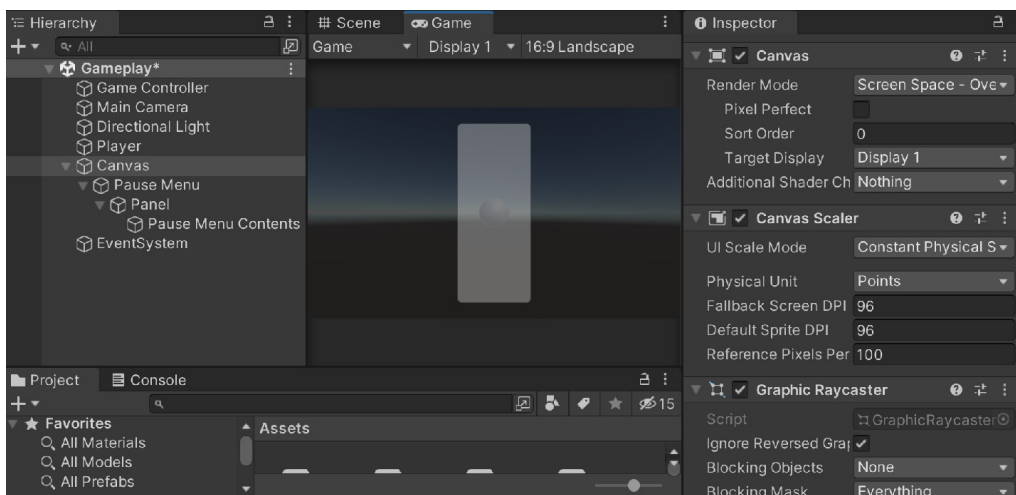 Hierarchy
All
Gameplay*
Game Controller
Main Camera
Directional Light
Player
Canvas
Pause Menu
Panel
Pause Menu Contents
EventSystem
Scene
Game
Game
Display 1
16:9 Landscape
Project
Console
15
Favorites
All Materials
All Models
All Prefabs
Assets
Inspector
Canvas
Render Mode Screen Space - Ove
Pixel Perfect
Sort Order 0
Target Display Display 1
Additional Shader Ch Nothing
Canvas Scaler
UI Scale Mode Constant Physical S
Physical Unit Points
Fallback Screen DPI 96
Default Sprite DPI 96
Reference Pixels Per 100
Graphic Raycaster
Script GraphicRaycaster
Ignore Reversed Grap
Blocking Objects None
Blocking Mask Everything